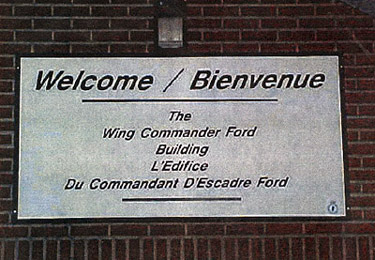 Welcome / Bienvenue
The
Wing Commander Ford
Building
L'Edifice
Du Commandant D'Escadre Ford